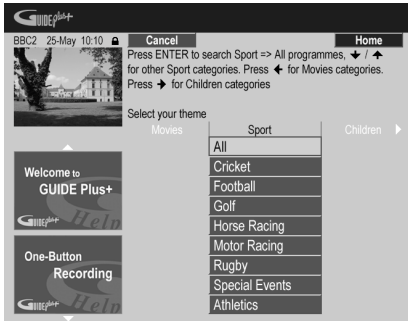 GUIDE Plus+
BBC2 25-May 10:10
Cancel
Home
Press ENTER to search Sport => All programmes, / for other Sport categories. Press for Movies categories. Press for Children categories
Select your theme
Movies
Sport
Children
All
Cricket
Football
Golf
Horse Racing
Motor Racing
Rugby
Special Events
Athletics
Welcome to
GUIDE Plus+
GUIDE Plus+ Help
One-Button
Recording
GUIDE Plus+ Help